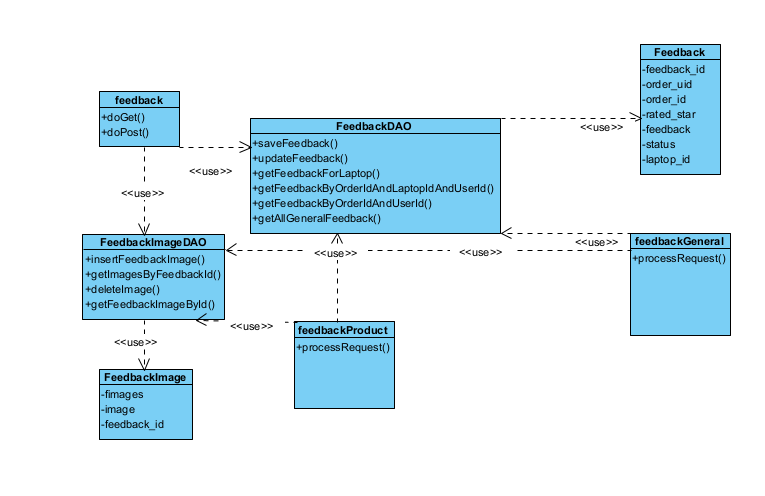 Feedback
-feedback_id
-order_uid
-order_id
-rated_star
-feedback
-status
-laptop_id
feedback
+doGet()
+doPost()
FeedbackDAO
+saveFeedback()
+updateFeedback()
+getFeedbackForLaptop()
+getFeedbackByOrderIdAndLaptopIdAndUserId()
+getFeedbackByOrderIdAndUserId()
+getAllGeneralFeedback()
<<use>>
<<use>>
<<use>>
FeedbackImageDAO
+insertFeedbackImage()
+getImagesByFeedbackId()
+deleteImage()
+getFeedbackImageById()
feedbackGeneral
+processRequest()
<<use>>
<<use>>
<<use>>
<<use>>
<<use>>
feedbackProduct
+processRequest()
FeedbackImage
-fimages
-image
-feedback_id